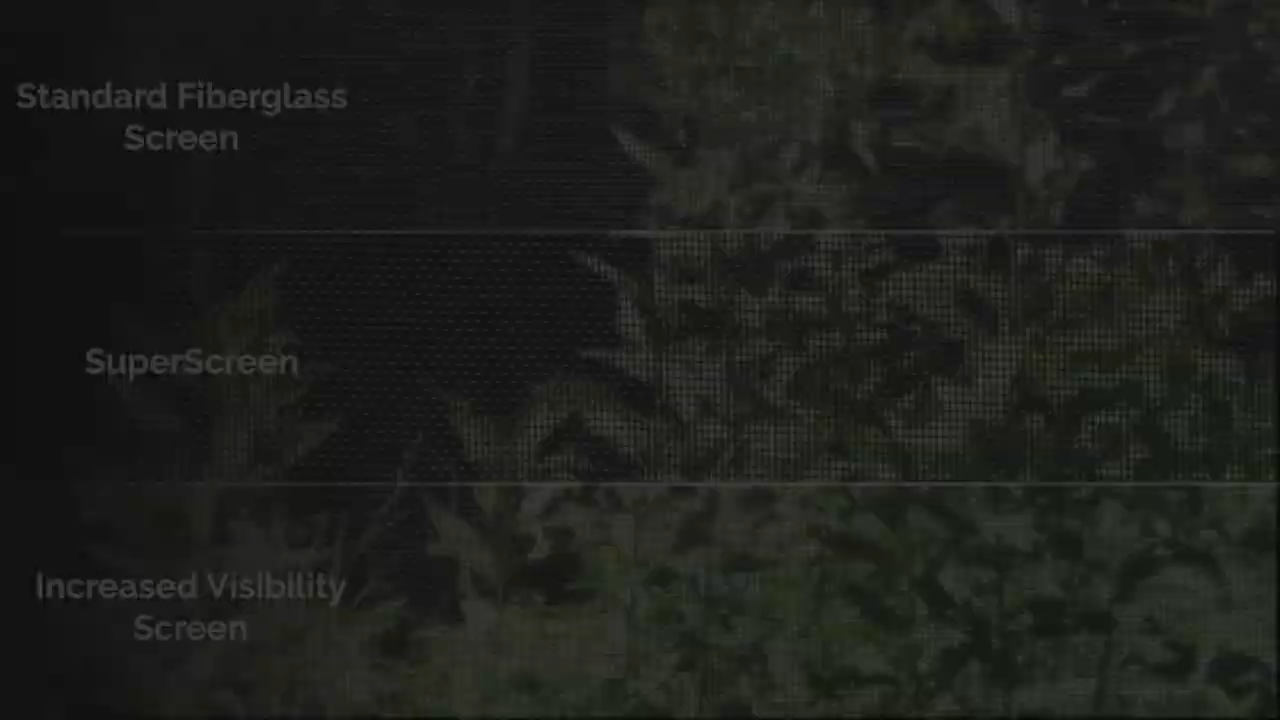 Standard Fiberglass
Screen
SuperScreen
Increased Visibility
Screen